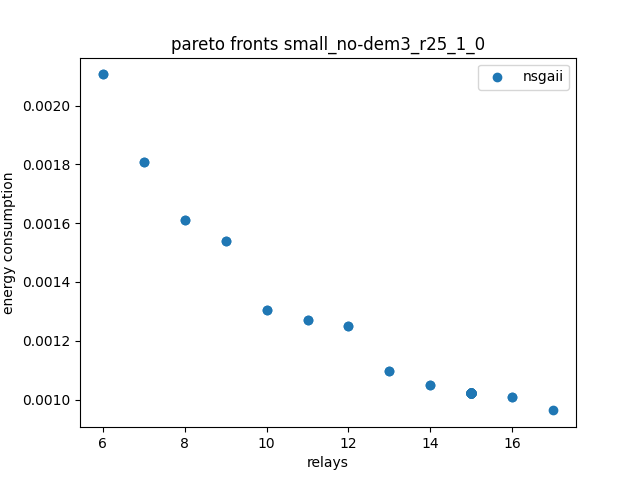 pareto fronts small_no-dem3_r25_1_0
nsgaii
0.0020
0.0018
0.0016
0.0014
0.0012
0.0010
energy consumption
6 8 10 12 14 16
relays